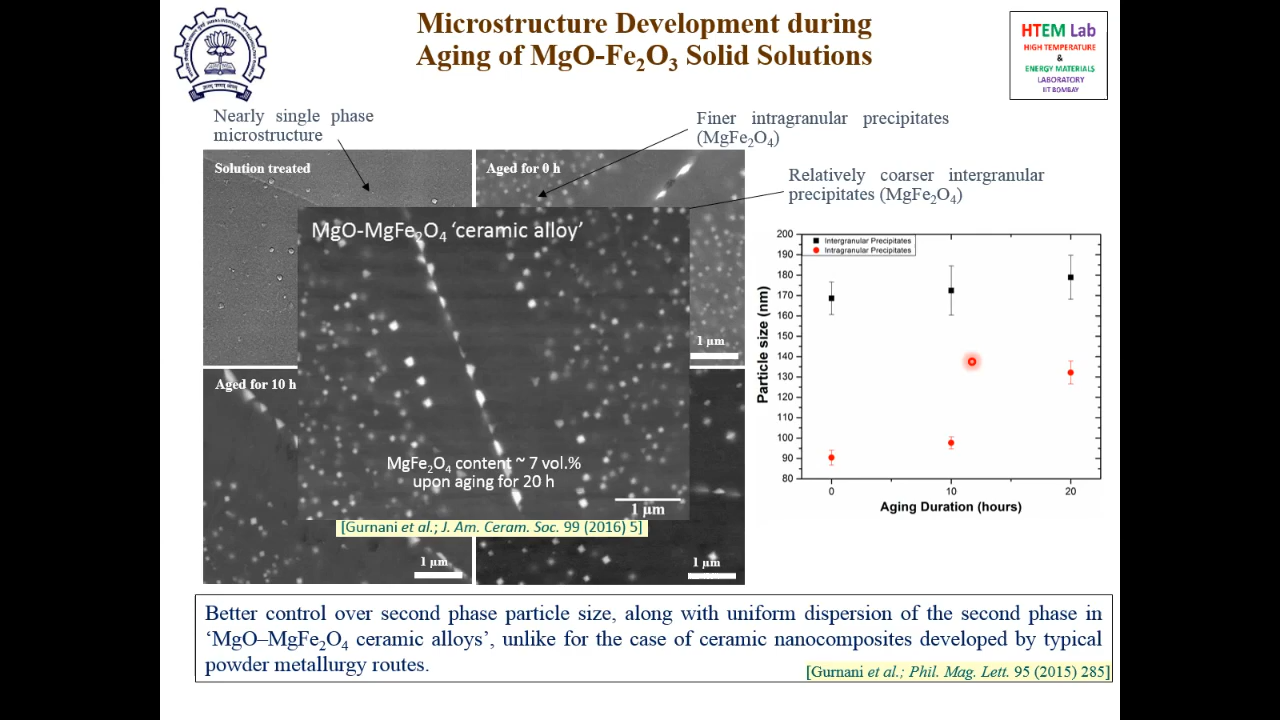 Microstructure Development during
Aging of MgO-Fe₂O₃ Solid Solutions
HTEM Lab
HIGH TEMPERATURE
&
ENERGY MATERIALS
LABORATORY
IIT BOMBAY
Nearly single phase
microstructure
Finer intragranular precipitates
(MgFe₂O₄)
Relatively coarser intergranular
precipitates (MgFe₂O₄)
Solution treated
Aged for 0 h
MgO-MgFe₂O₄ ‘ceramic alloy’
1 µm
Aged for 10 h
MgFe₂O₄ content ~ 7 vol.%
upon aging for 20 h
1 µm
[Gurnani et al.; J. Am. Ceram. Soc. 99 (2016) 5]
1 µm
1 µm
Intergranular Precipitates
Intragranular Precipitates
Particle size (nm)
200
190
180
170
160
150
140
130
120
110
100
90
80
0 10 20
Aging Duration (hours)
Better control over second phase particle size, along with uniform dispersion of the second phase in
‘MgO–MgFe₂O₄ ceramic alloys’, unlike for the case of ceramic nanocomposites developed by typical
powder metallurgy routes.
[Gurnani et al.; Phil. Mag. Lett. 95 (2015) 285]